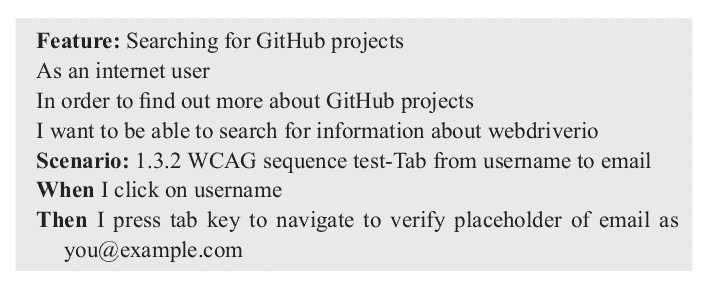 Feature: Searching for GitHub projects
As an internet user
In order to find out more about GitHub projects
I want to be able to search for information about webdriverio
Scenario: 1.3.2 WCAG sequence test-Tab from username to email
When I click on username
Then I press tab key to navigate to verify placeholder of email as
you@example.com